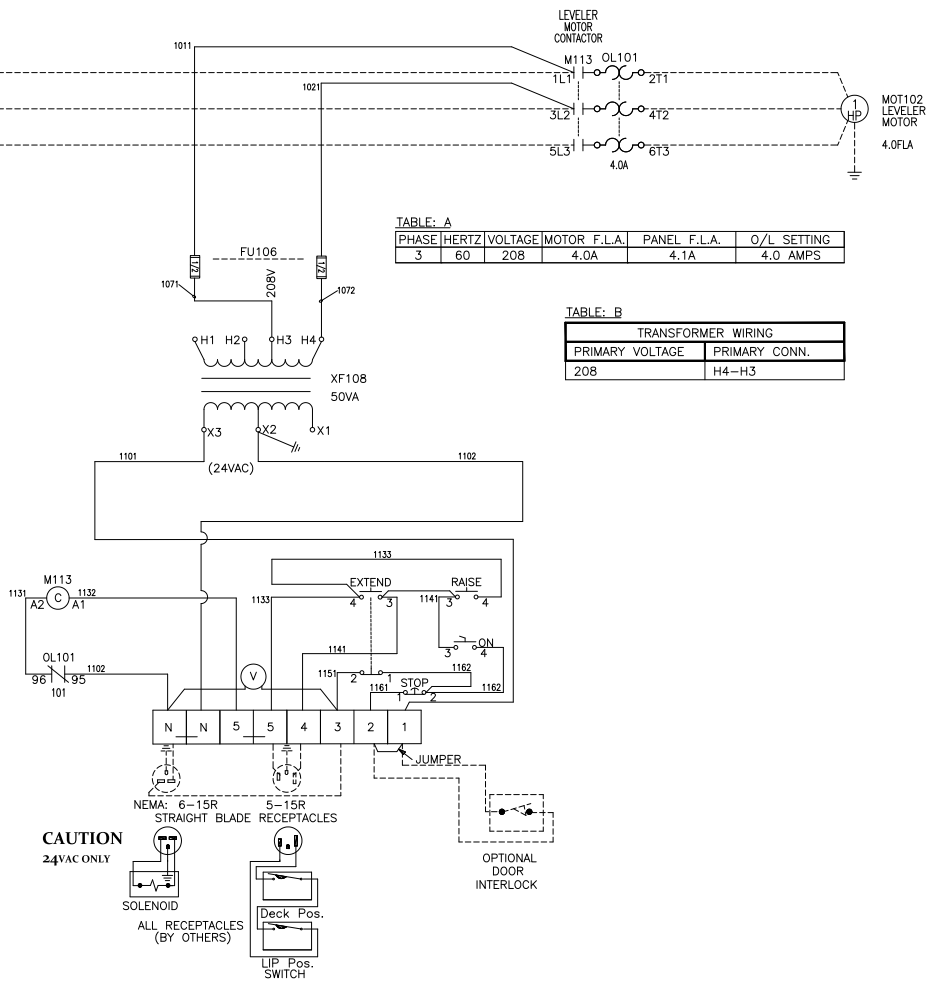 LEVELER
MOTOR
CONTACTOR
1011
M113
OL101
1L1
2T1
1021
3L2
4T2
1
HP
MOT102
LEVELER
MOTOR
5L3
6T3
4.0FLA
4.0A
TABLE: A
PHASE HERTZ VOLTAGE MOTOR F.L.A. PANEL F.L.A. O/L SETTING
3 60 208 4.0A 4.1A 4.0 AMPS
FU106
1/2
208V
1/2
1071
1072
TABLE: B
TRANSFORMER WIRING
PRIMARY VOLTAGE PRIMARY CONN.
208 H4-H3
H1 H2 H3 H4
XF108
50VA
X3 X2 X1
1101
(24VAC)
1102
1133
M113
EXTEND
RAISE
1131
A2
C
A1
1132
1133
4
3
1141
3
4
ON
3
4
1141
OL101
96
95
1102
101
V
1151
2
1
1162
STOP
1161
1
2
1162
N N 5 5 4 3 2 1
JUMPER
NEMA: 6-15R 5-15R
STRAIGHT BLADE RECEPTACLES
CAUTION
24VAC ONLY
OPTIONAL
DOOR
INTERLOCK
SOLENOID
ALL RECEPTACLES
(BY OTHERS)
Deck Pos.
LIP Pos.
SWITCH